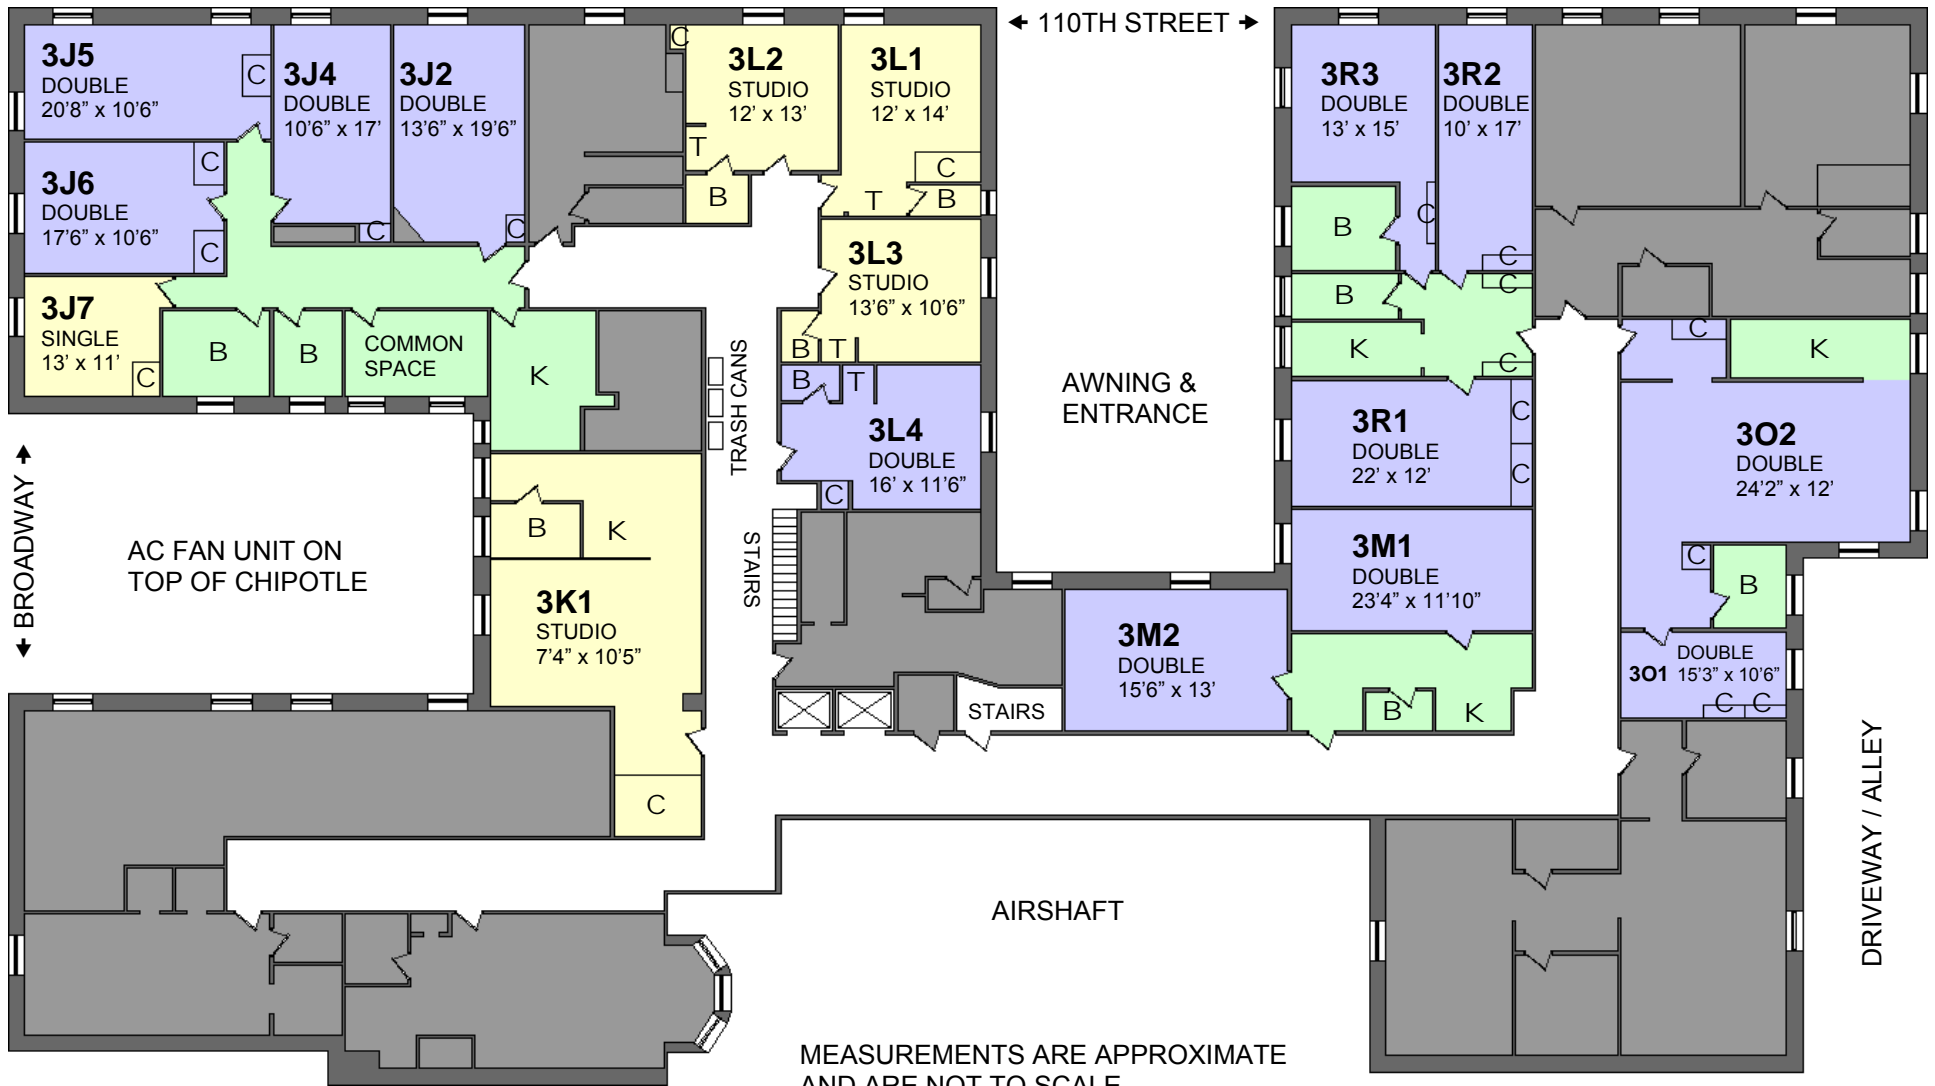 ← 110TH STREET →
3J5
DOUBLE
20'8" x 10'6"
C
3J4
DOUBLE
10'6" x 17'
C
3J2
DOUBLE
13'6" x 19'6"
C
C
3L2
STUDIO
12' x 13'
T
B
3L1
STUDIO
12' x 14'
C
T
B
3J6
DOUBLE
17'6" x 10'6"
C
C
3J7
SINGLE
13' x 11'
C
B
B
COMMON
SPACE
K
TRASH CANS
3L3
STUDIO
13'6" x 10'6"
B
T
B
T
3L4
DOUBLE
16' x 11'6"
C
AWNING &
ENTRANCE
3R3
DOUBLE
13' x 15'
C
B
3R2
DOUBLE
10' x 17'
C
C
B
K
C
3R1
DOUBLE
22' x 12'
C
C
C
K
3O2
DOUBLE
24'2" x 12'
C
B
← BROADWAY →
AC FAN UNIT ON
TOP OF CHIPOTLE
B
K
3K1
STUDIO
7'4" x 10'5"
C
STAIRS
STAIRS
3M2
DOUBLE
15'6" x 13'
3M1
DOUBLE
23'4" x 11'10"
B
K
DOUBLE
3O1 15'3" x 10'6"
C
C
DRIVEWAY / ALLEY
AIRSHAFT
MEASUREMENTS ARE APPROXIMATE
AND ARE NOT TO SCALE